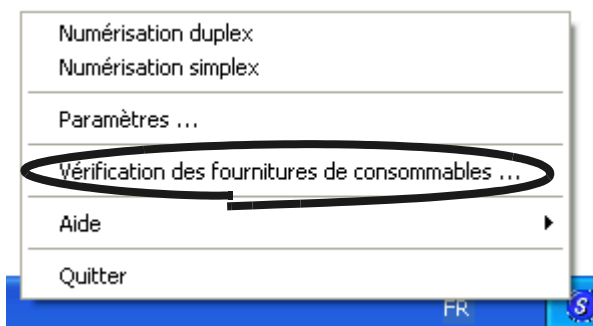 Numérisation duplex
Numérisation simplex
Paramètres ...
Vérification des fournitures de consommables ...
Aide
Quitter
FR
S